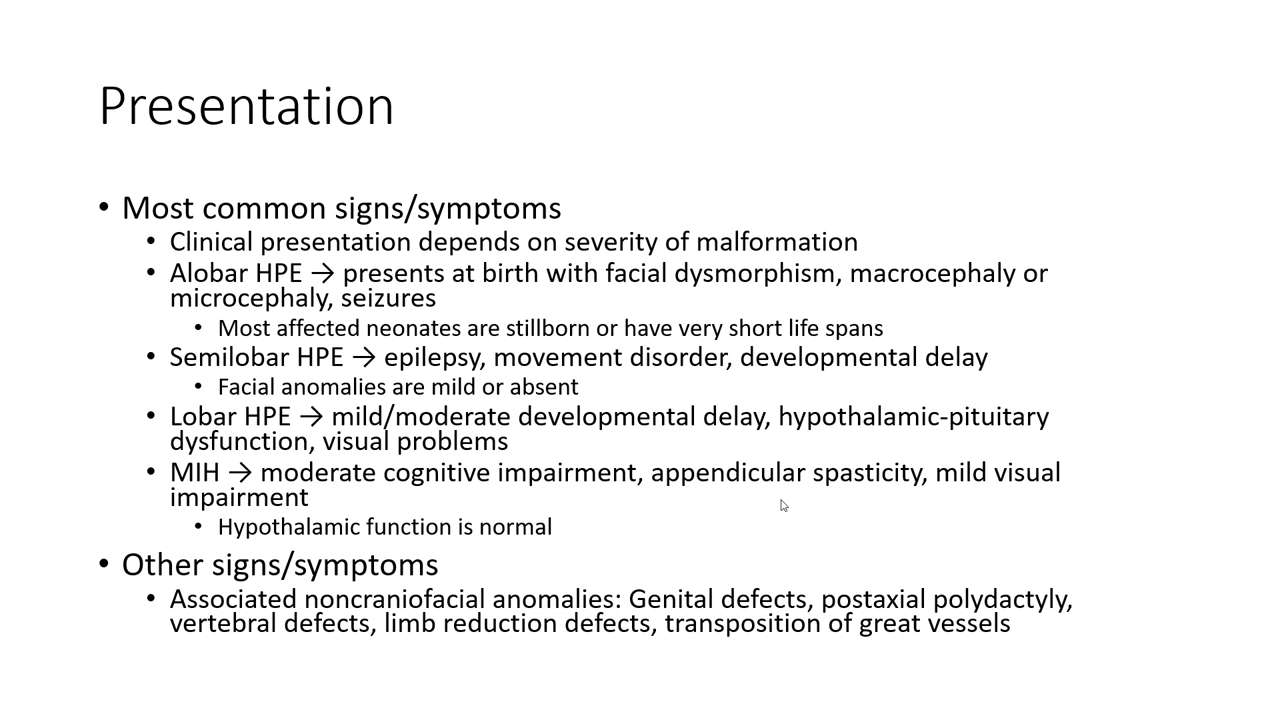 Presentation
• Most common signs/symptoms
• Clinical presentation depends on severity of malformation
• Alobar HPE → presents at birth with facial dysmorphism, macrocephaly or
microcephaly, seizures
• Most affected neonates are stillborn or have very short life spans
• Semilobar HPE → epilepsy, movement disorder, developmental delay
• Facial anomalies are mild or absent
• Lobar HPE → mild/moderate developmental delay, hypothalamic-pituitary
dysfunction, visual problems
• MIH → moderate cognitive impairment, appendicular spasticity, mild visual
impairment
• Hypothalamic function is normal
• Other signs/symptoms
• Associated noncraniofacial anomalies: Genital defects, postaxial polydactyly,
vertebral defects, limb reduction defects, transposition of great vessels